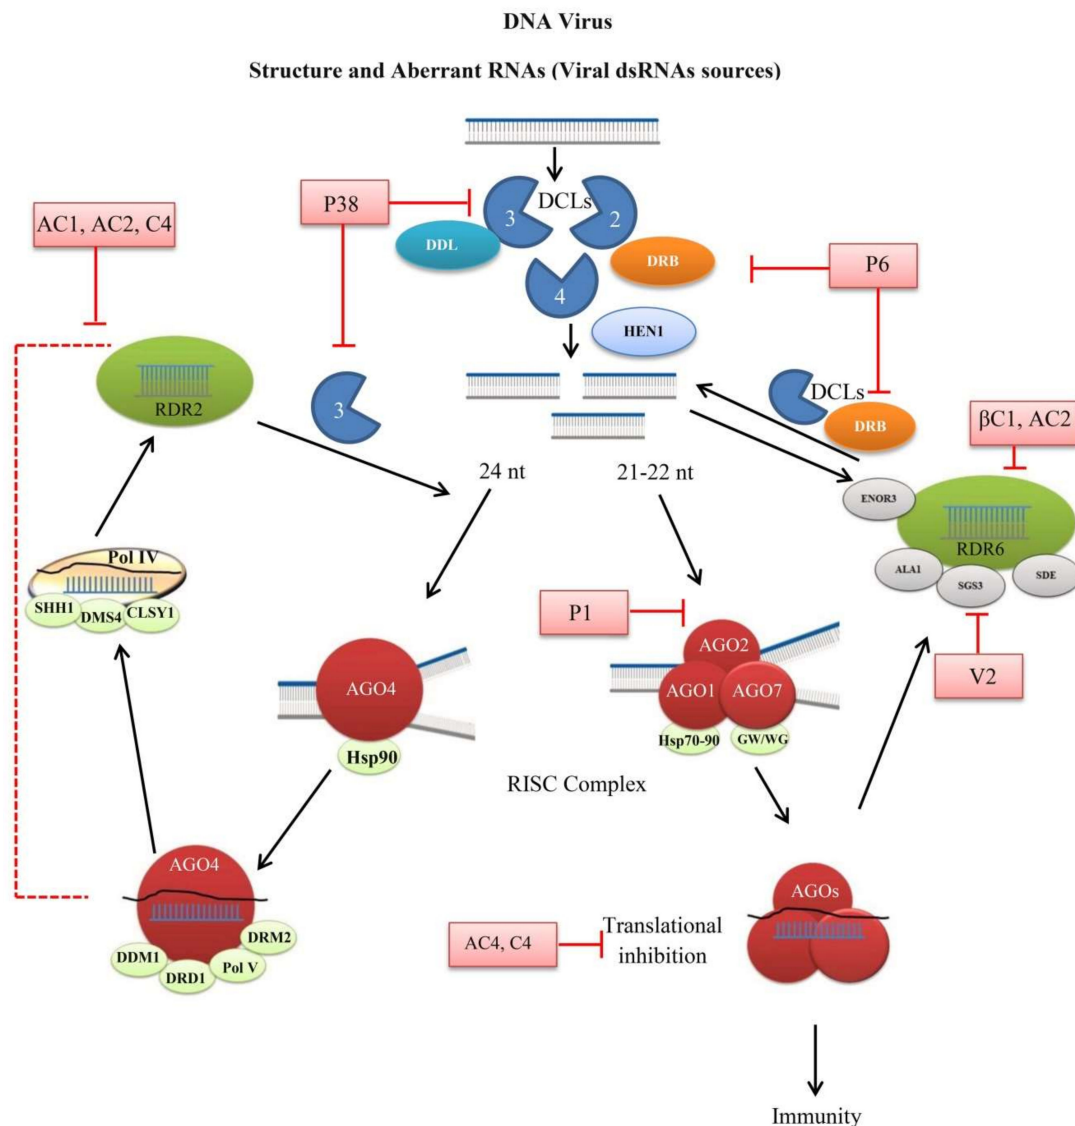 DNA Virus
Structure and Aberrant RNAs (Viral dsRNAs sources)
P38
DCLs
3
2
AC1, AC2, C4
DDL
DRB
P6
4
HEN1
RDR2
3
DCLs
DRB
βC1, AC2
24 nt
21-22 nt
ENOR3
RDR6
ALA1
SGS3
SDE
Pol IV
SHH1
DMS4
CLSY1
P1
AGO2
V2
AGO4
AGO1
AGO7
Hsp90
Hsp70-90
GW/WG
RISC Complex
AGO4
AGOs
DRM2
DDM1
Pol V
DRD1
AC4, C4
Translational
inhibition
Immunity